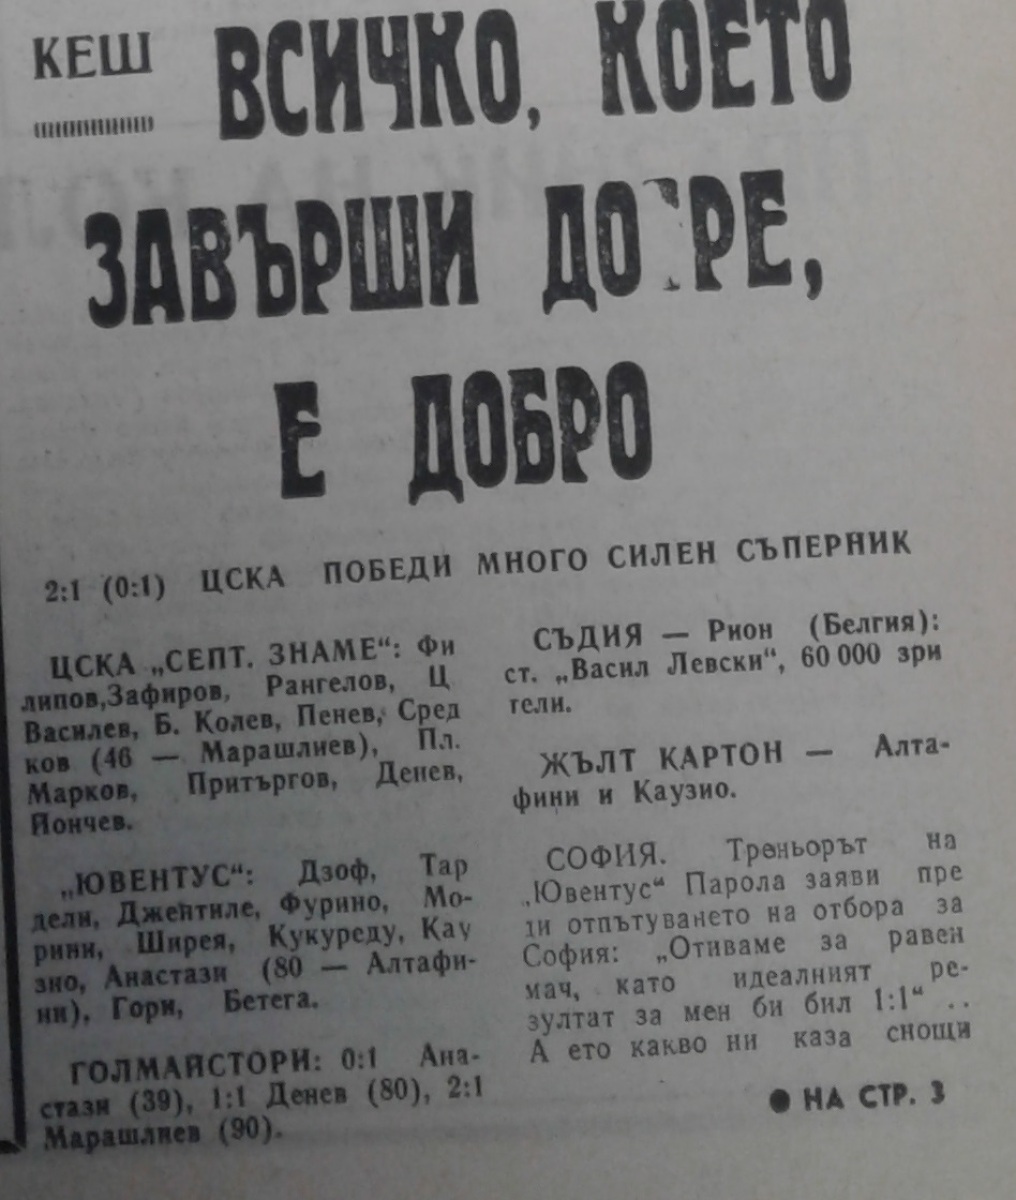 КЕШ
ВСИЧКО, КОЕТО
ЗАВЪРШИ ДОБРЕ,
Е ДОБРО
2:1 (0:1) ЦСКА ПОБЕДИ МНОГО СИЛЕН СЪПЕРНИК
ЦСКА „СЕПТ. ЗНАМЕ“: Фи
липов,Зафиров, Рангелов, Ц
Василев, Б. Колев, Пенев, Сред
ков (46 — Марашлиев), Пл.
Марков, Притъргов, Денев,
Йончев.
„ЮВЕНТУС“: Дзоф, Тар
дели, Джентиле, Фурино, Мо-
рини, Ширея, Кукуреду, Кау
зио, Анастази (80 — Алтафи-
ни), Гори, Бетега.
ГОЛМАЙСТОРИ: 0:1 Ана-
стази (39), 1:1 Денев (80), 2:1
Марашлиев (90).
СЪДИЯ — Рион (Белгия):
ст. „Васил Левски“, 60 000 зри
тели.
ЖЪЛТ КАРТОН — Алта-
фини и Каузио.
СОФИЯ. Треньорът на
„Ювентус“ Парола заяви пре
ди отпътуването на отбора за
София: „Отиваме за равен
мач, като идеалният ре-
зултат за мен би бил 1:1“ ..
А ето какво ни каза снощи
● НА СТР. 3